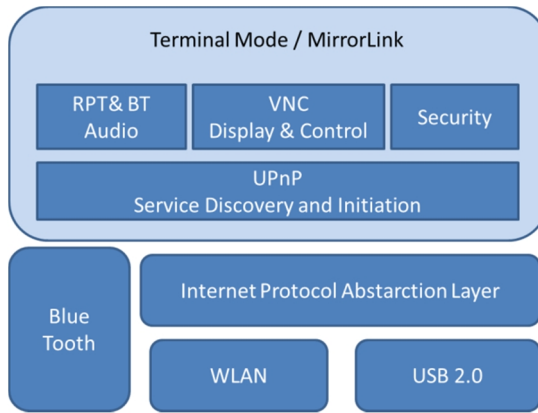 Terminal Mode / MirrorLink
RPT& BT
Audio
VNC
Display & Control
Security
UPnP
Service Discovery and Initiation
Blue
Tooth
Internet Protocol Abstarction Layer
WLAN
USB 2.0